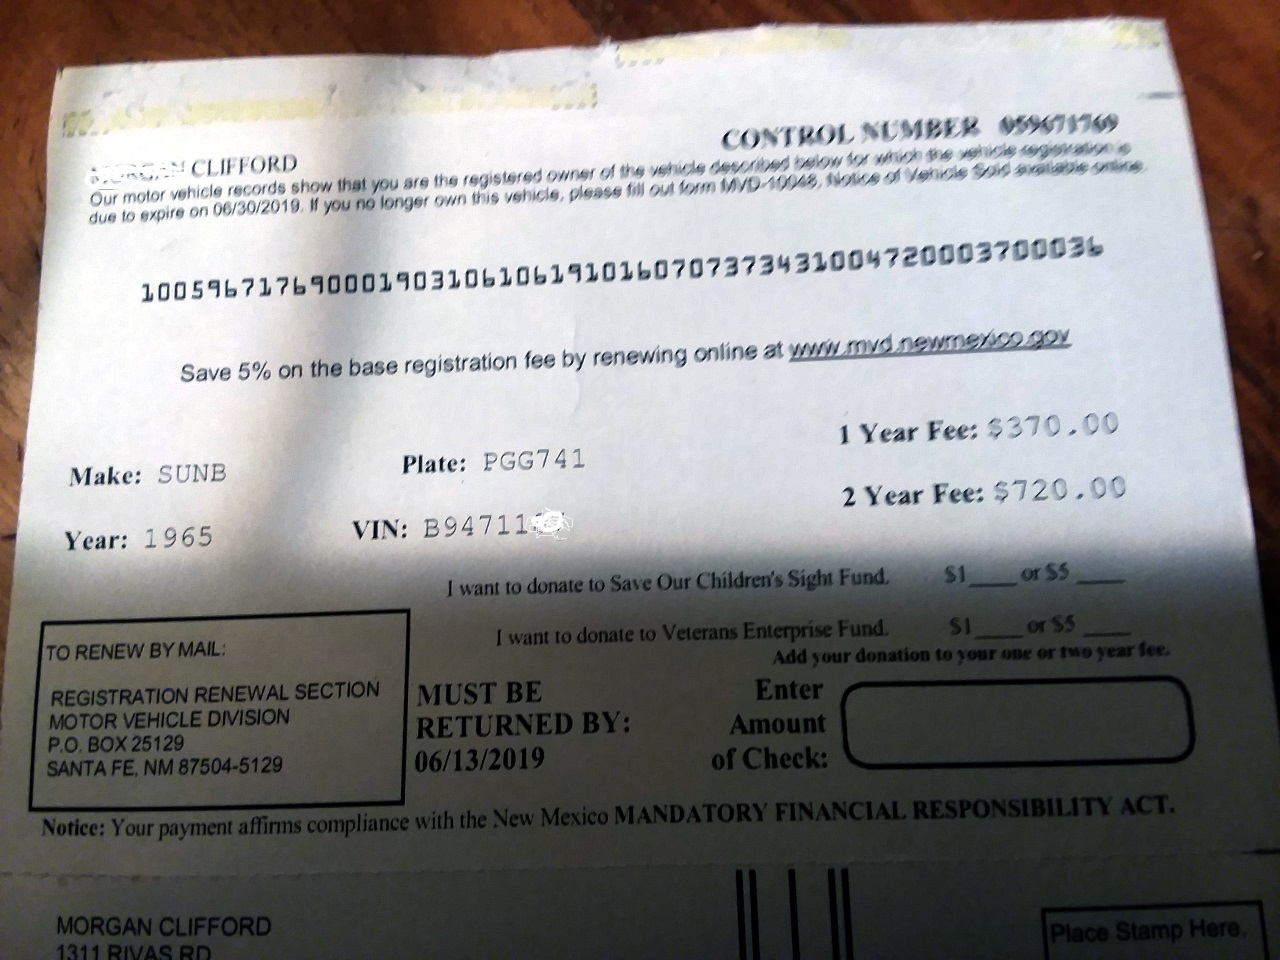 CONTROL NUMBER 059671769
MORGAN CLIFFORD
Our motor vehicle records show that you are the registered owner of the vehicle described below for which the vehicle registration is
due to expire on 06/30/2019. If you no longer own this vehicle, please fill out form MVD-10048, Notice of Vehicle Sold available online.
1005967176900019031061061910160707373431004720003700036
Save 5% on the base registration fee by renewing online at www.mvd.newmexico.gov
1 Year Fee: $370.00
Make: SUNB Plate: PGG741
2 Year Fee: $720.00
Year: 1965 VIN: B94711
I want to donate to Save Our Children's Sight Fund. $1____ or $5 ____
I want to donate to Veterans Enterprise Fund. $1____ or $5 ____
Add your donation to your one or two year fee.
TO RENEW BY MAIL:
REGISTRATION RENEWAL SECTION
MOTOR VEHICLE DIVISION
P.O. BOX 25129
SANTA FE, NM 87504-5129
MUST BE
RETURNED BY:
06/13/2019
Enter
Amount
of Check:
Notice: Your payment affirms compliance with the New Mexico MANDATORY FINANCIAL RESPONSIBILITY ACT.
MORGAN CLIFFORD
1311 RIVAS RD
Place Stamp Here.